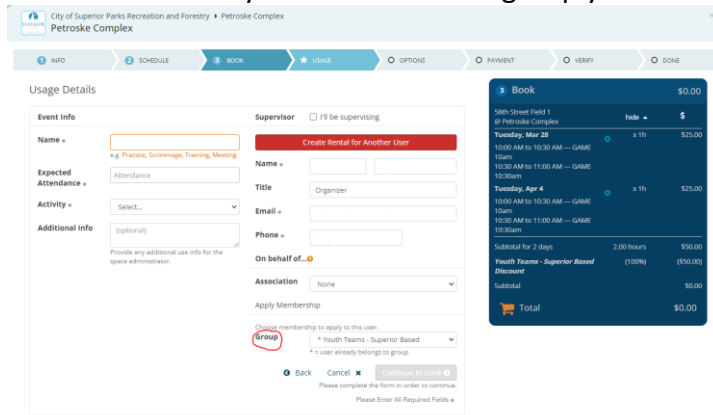 City of Superior Parks Recreation and Forestry ▸ Petroske Complex
Petroske Complex
1 INFO
2 SCHEDULE
3 BOOK
USAGE
OPTIONS
PAYMENT
VERIFY
DONE
Usage Details
Event Info
Name *
e.g. Practice, Scrimmage, Training, Meeting
Expected
Attendance *
Attendance
Activity *
Select...
Additional Info
(optional)
Provide any additional use info for the
space administrator.
Supervisor
I'll be supervising
Create Rental for Another User
Name *
Title
Organizer
Email *
Phone *
On behalf of...
Association
None
Apply Membership
Choose membership to apply to this user.
Group
* Youth Teams - Superior Based
* = user already belongs to group
Back
Cancel ✖
Continue to book
Please complete the form in order to continue.
Please Enter All Required Fields *
3 Book $0.00
58th Street Field 1
@ Petroske Complex
hide ▴
$
Tuesday, Mar 28 x 1h $25.00
10:00 AM to 10:30 AM — GAME
10am
10:30 AM to 11:00 AM — GAME
10:30am
Tuesday, Apr 4 x 1h $25.00
10:00 AM to 10:30 AM — GAME
10am
10:30 AM to 11:00 AM — GAME
10:30am
Subtotal for 2 days 2.00 hours $50.00
Youth Teams - Superior Based (100%) ($50.00)
Discount
Subtotal $0.00
Total $0.00